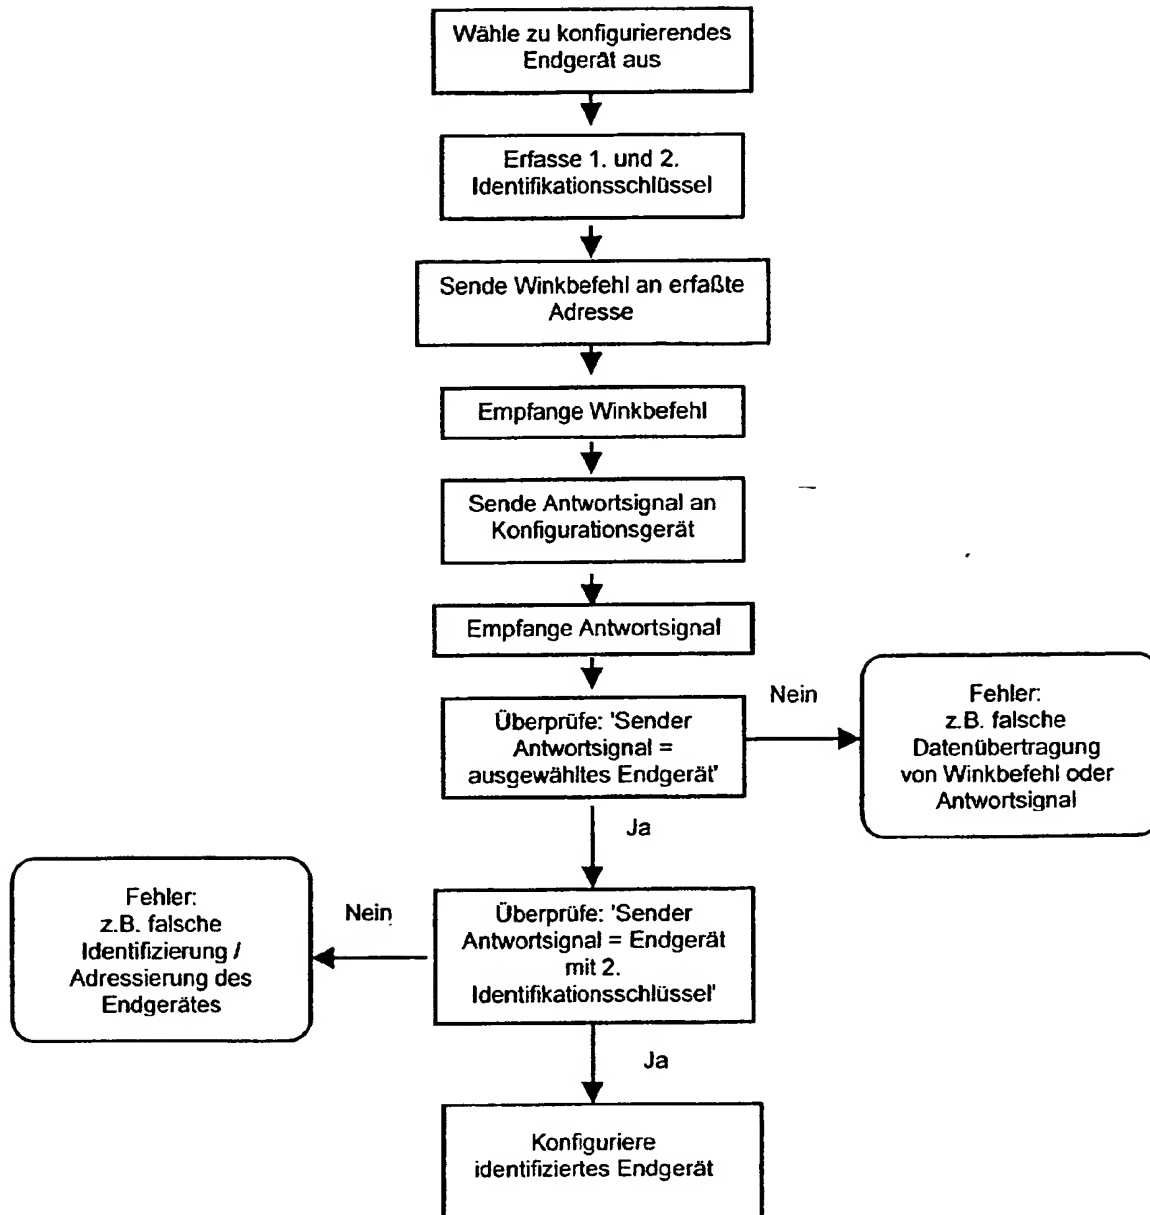 Wähle zu konfigurierendes
Endgerät aus
Erfasse 1. und 2.
Identifikationsschlüssel
Sende Winkbefehl an erfaßte
Adresse
Empfange Winkbefehl
Sende Antwortsignal an
Konfigurationsgerät
Empfange Antwortsignal
Überprüfe: 'Sender
Antwortsignal =
ausgewähltes Endgerät'
Nein
Fehler:
z.B. falsche
Datenübertragung
von Winkbefehl oder
Antwortsignal
Ja
Überprüfe: 'Sender
Antwortsignal = Endgerät
mit 2.
Identifikationsschlüssel'
Nein
Fehler:
z.B. falsche
Identifizierung /
Adressierung des
Endgerätes
Ja
Konfiguriere
identifiziertes Endgerät